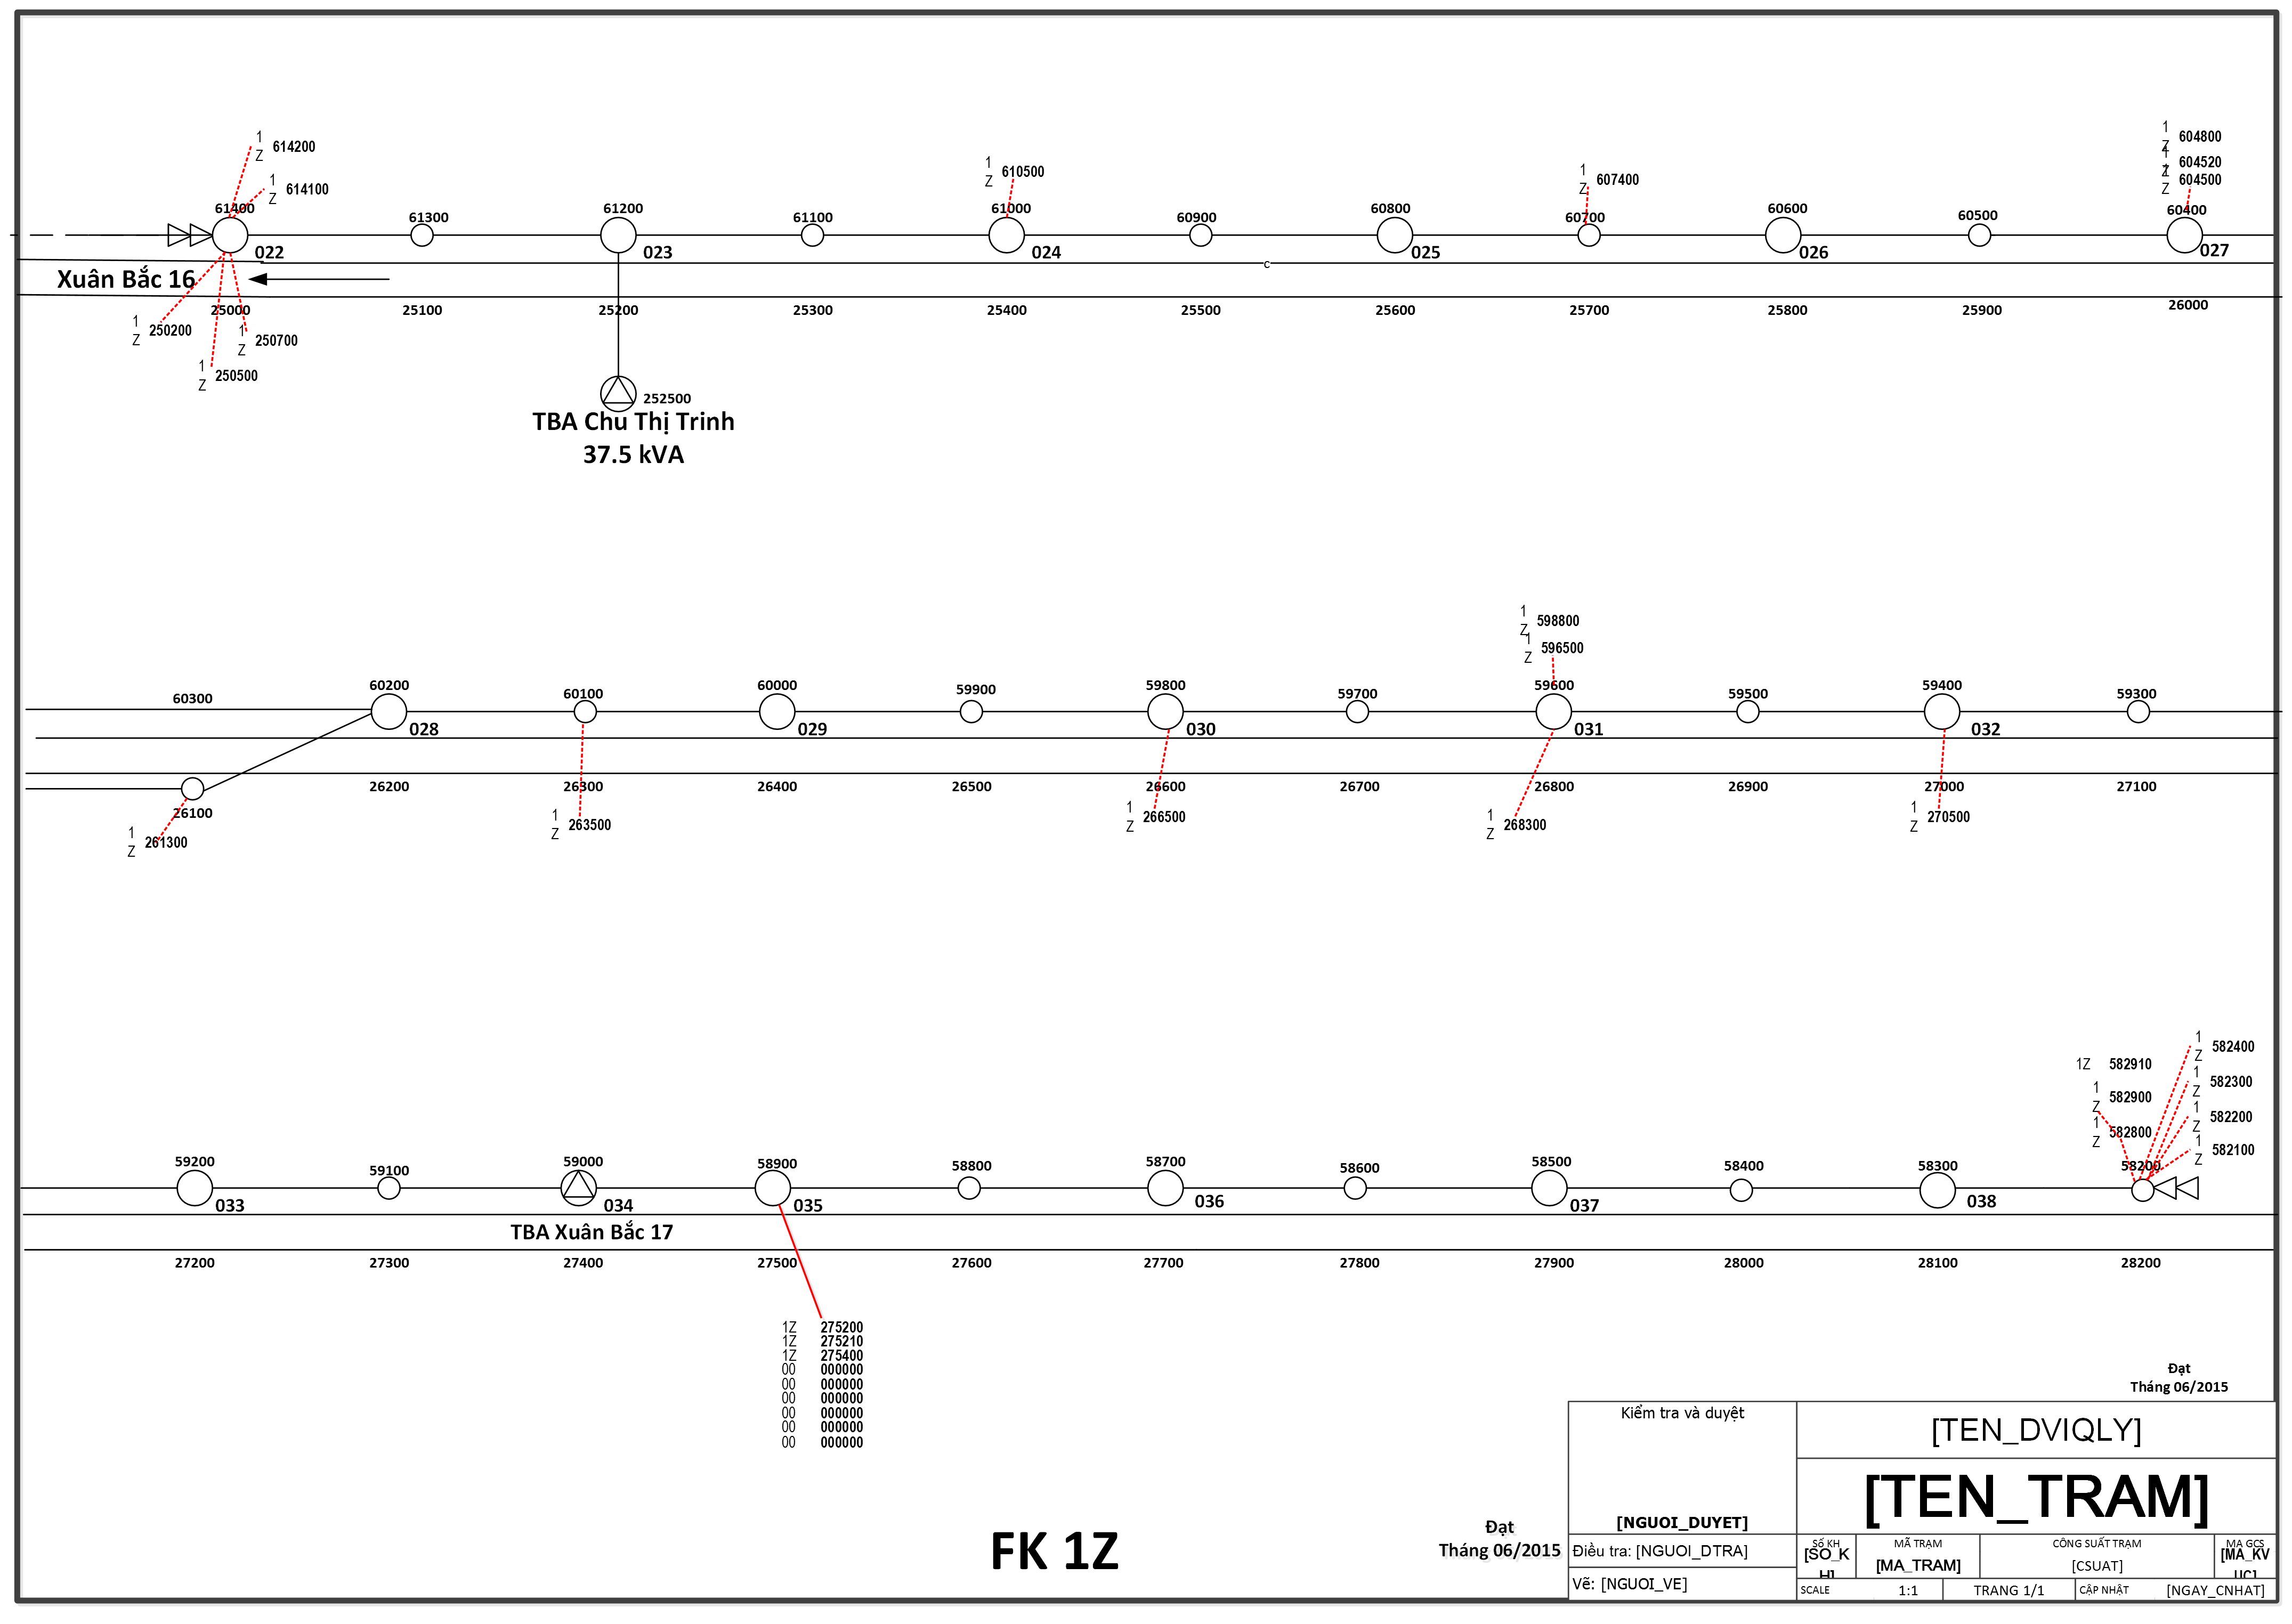 1
Z 614200
1
Z 614100
1
Z 610500
1
Z 607400
1
Z 604800
1
Z 604520
1
Z 604500
61400 61300 61200 61100 61000 60900 60800 60700 60600 60500 60400
022 023 024 025 026 027
Xuân Bắc 16
c
25000 25100 25200 25300 25400 25500 25600 25700 25800 25900 26000
1
Z 250200
1
Z 250700
1
Z 250500
252500
TBA Chu Thị Trinh
37.5 kVA
1
Z 598800
1
Z 596500
60300 60200 60100 60000 59900 59800 59700 59600 59500 59400 59300
028 029 030 031 032
26100 26200 26300 26400 26500 26600 26700 26800 26900 27000 27100
1
Z 261300
1
Z 263500
1
Z 266500
1
Z 268300
1
Z 270500
1
Z 582400
1Z 582910
1
Z 582300
1
Z 582900
1
Z 582200
1
Z 582800
1
Z 582100
59200 59100 59000 58900 58800 58700 58600 58500 58400 58300 58200
033 034 035 036 037 038
TBA Xuân Bắc 17
27200 27300 27400 27500 27600 27700 27800 27900 28000 28100 28200
1Z 275200
1Z 275210
1Z 275400
00 000000
00 000000
00 000000
00 000000
00 000000
00 000000
Đạt
Tháng 06/2015
FK 1Z
Đạt
Tháng 06/2015
Kiểm tra và duyệt
[NGUOI_DUYET]
Điều tra: [NGUOI_DTRA]
Vẽ: [NGUOI_VE]
[TEN_DVIQLY]
[TEN_TRAM]
Số KH
[SO_K
H]
MÃ TRẠM
[MA_TRAM]
CÔNG SUẤT TRẠM
[CSUAT]
MA GCS
[MA_KV
UC]
SCALE 1:1 TRANG 1/1 CẬP NHẬT [NGAY_CNHAT]